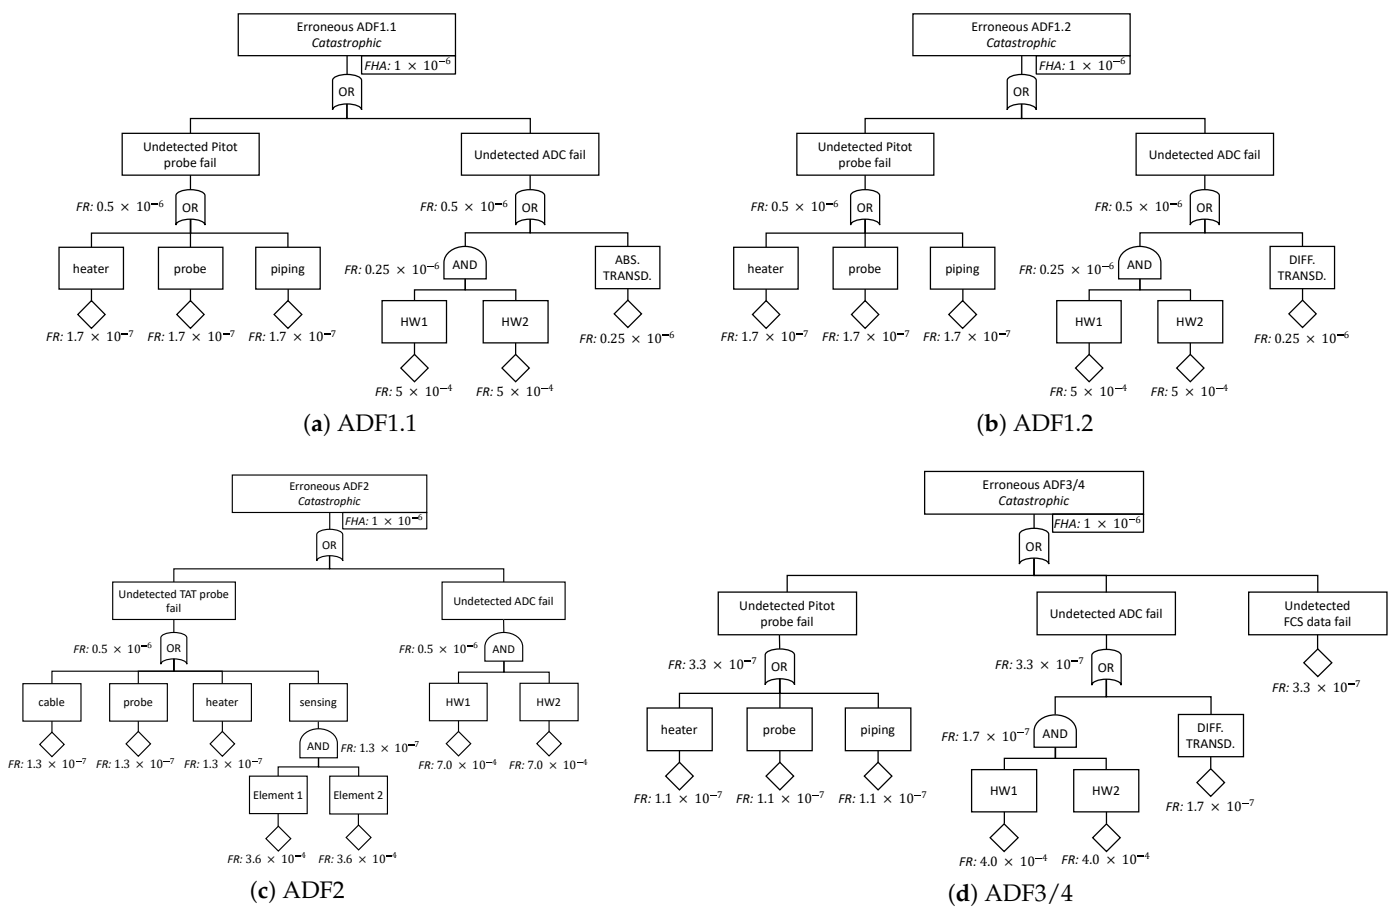 Erroneous ADF1.1
Catastrophic
FHA: 1 × 10⁻⁶
OR
Undetected Pitot
probe fail
Undetected ADC fail
FR: 0.5 × 10⁻⁶
OR
FR: 0.5 × 10⁻⁶
OR
heater
probe
piping
FR: 0.25 × 10⁻⁶
AND
ABS.
TRANSD.
FR: 1.7 × 10⁻⁷
FR: 1.7 × 10⁻⁷
FR: 1.7 × 10⁻⁷
HW1
HW2
FR: 0.25 × 10⁻⁶
FR: 5 × 10⁻⁴
FR: 5 × 10⁻⁴
(a) ADF1.1
Erroneous ADF1.2
Catastrophic
FHA: 1 × 10⁻⁶
OR
Undetected Pitot
probe fail
Undetected ADC fail
FR: 0.5 × 10⁻⁶
OR
FR: 0.5 × 10⁻⁶
OR
heater
probe
piping
FR: 0.25 × 10⁻⁶
AND
DIFF.
TRANSD.
FR: 1.7 × 10⁻⁷
FR: 1.7 × 10⁻⁷
FR: 1.7 × 10⁻⁷
HW1
HW2
FR: 0.25 × 10⁻⁶
FR: 5 × 10⁻⁴
FR: 5 × 10⁻⁴
(b) ADF1.2
Erroneous ADF2
Catastrophic
FHA: 1 × 10⁻⁶
OR
Undetected TAT probe
fail
Undetected ADC fail
FR: 0.5 × 10⁻⁶
OR
FR: 0.5 × 10⁻⁶
AND
cable
probe
heater
sensing
HW1
HW2
FR: 1.3 × 10⁻⁷
FR: 1.3 × 10⁻⁷
FR: 1.3 × 10⁻⁷
AND
FR: 1.3 × 10⁻⁷
FR: 7.0 × 10⁻⁴
FR: 7.0 × 10⁻⁴
Element 1
Element 2
FR: 3.6 × 10⁻⁴
FR: 3.6 × 10⁻⁴
(c) ADF2
Erroneous ADF3/4
Catastrophic
FHA: 1 × 10⁻⁶
OR
Undetected Pitot
probe fail
Undetected ADC fail
Undetected
FCS data fail
FR: 3.3 × 10⁻⁷
OR
FR: 3.3 × 10⁻⁷
OR
FR: 3.3 × 10⁻⁷
heater
probe
piping
FR: 1.7 × 10⁻⁷
AND
DIFF.
TRANSD.
FR: 1.1 × 10⁻⁷
FR: 1.1 × 10⁻⁷
FR: 1.1 × 10⁻⁷
HW1
HW2
FR: 1.7 × 10⁻⁷
FR: 4.0 × 10⁻⁴
FR: 4.0 × 10⁻⁴
(d) ADF3/4